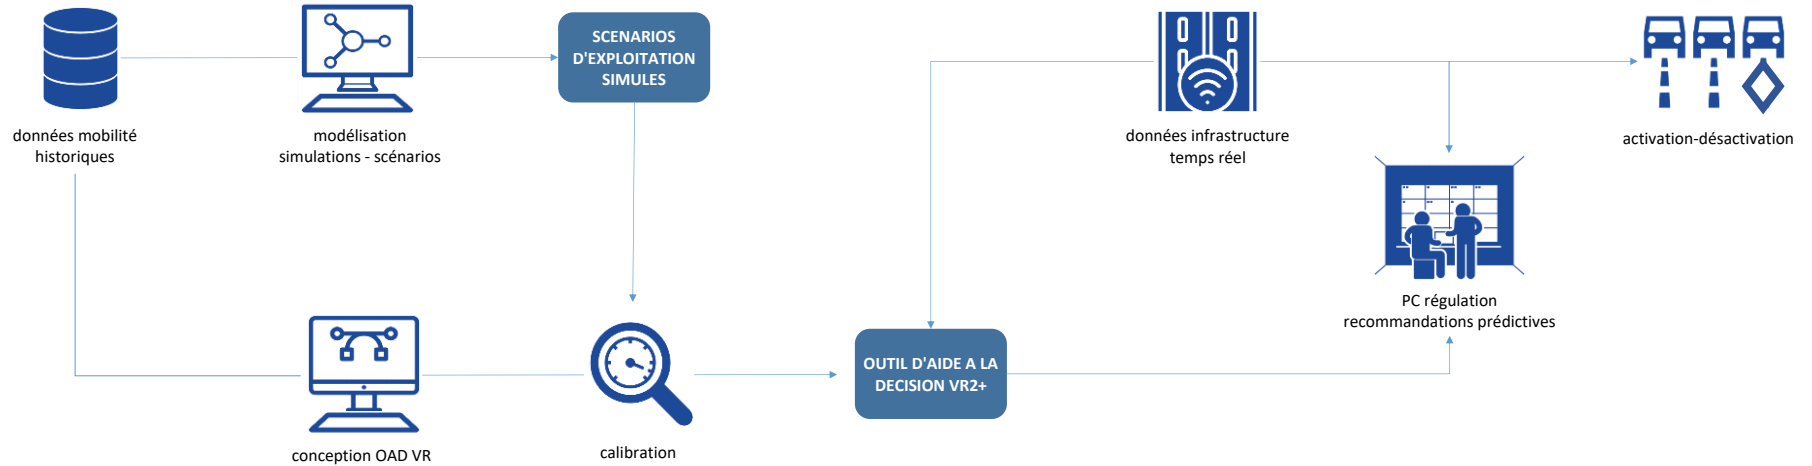 données mobilité
historiques
modélisation
simulations - scénarios
SCENARIOS
D'EXPLOITATION
SIMULES
données infrastructure
temps réel
activation-désactivation
PC régulation
recommandations prédictives
conception OAD VR
calibration
OUTIL D'AIDE A LA
DECISION VR2+